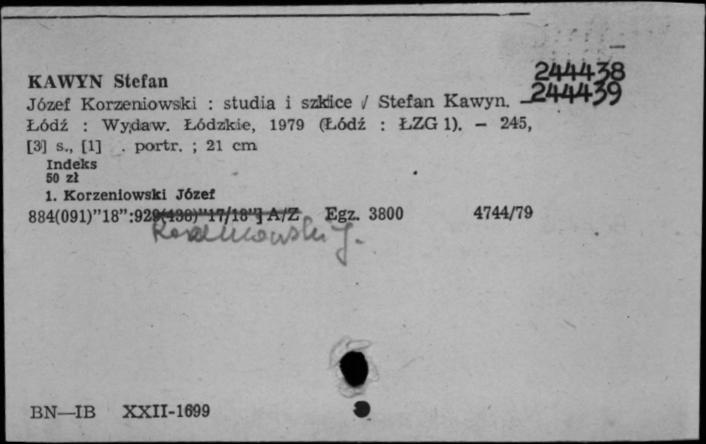 244438
KAWYN Stefan
Józef Korzeniowski : studia i szkice / Stefan Kawyn. — 244439
Łódź : Wydaw. Łódzkie, 1979 (Łódź : ŁZG 1). — 245,
[3] s., [1] . portr. ; 21 cm
Indeks
50 zł
1. Korzeniowski Józef
884(091)"18":929(438)"17/18"] A/Z Egz. 3800 4744/79
Korzeniowski J.
BN—IB XXII-1699